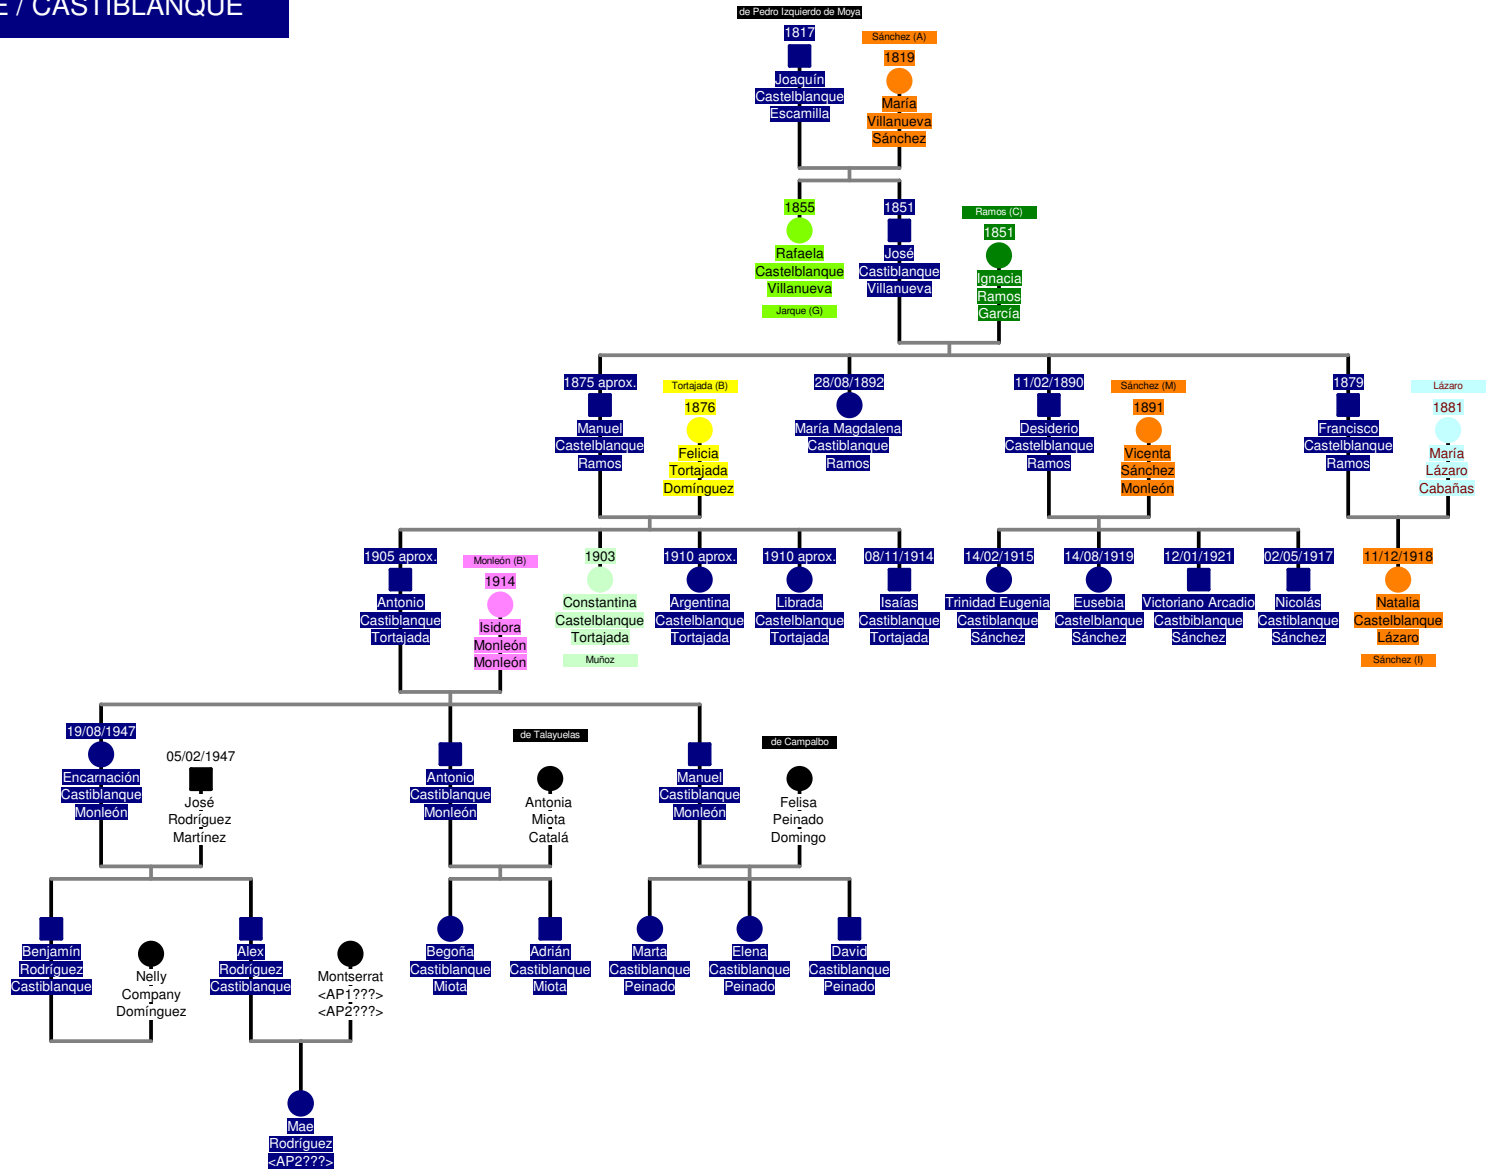 E / CASTIBLANQUE
de Pedro Izquierdo de Moya
1817
Joaquín
Castelblanque
Escamilla
Sánchez (A)
1819
María
Villanueva
Sánchez
1855
Rafaela
Castelblanque
Villanueva
Jarque (G)
1851
José
Castiblanque
Villanueva
Ramos (C)
1851
Ignacia
Ramos
García
1875 aprox.
Manuel
Castelblanque
Ramos
Tortajada (B)
1876
Felicia
Tortajada
Domínguez
28/08/1892
María Magdalena
Castiblanque
Ramos
11/02/1890
Desiderio
Castelblanque
Ramos
Sánchez (M)
1891
Vicenta
Sánchez
Monleón
1879
Francisco
Castelblanque
Ramos
Lázaro
1881
María
Lázaro
Cabañas
1905 aprox.
Antonio
Castiblanque
Tortajada
Monleón (B)
1914
Isidora
Monleón
Monleón
1903
Constantina
Castelblanque
Tortajada
Muñoz
1910 aprox.
Argentina
Castelblanque
Tortajada
1910 aprox.
Librada
Castelblanque
Tortajada
08/11/1914
Isaías
Castiblanque
Tortajada
14/02/1915
Trinidad Eugenia
Castiblanque
Sánchez
14/08/1919
Eusebia
Castelblanque
Sánchez
12/01/1921
Victoriano Arcadio
Castbiblanque
Sánchez
02/05/1917
Nicolás
Castiblanque
Sánchez
11/12/1918
Natalia
Castelblanque
Lázaro
Sánchez (I)
19/08/1947
Encarnación
Castiblanque
Monleón
05/02/1947
José
Rodríguez
Martínez
Antonio
Castiblanque
Monleón
de Talayuelas
Antonia
Miota
Catalá
Manuel
Castiblanque
Monleón
de Campalbo
Felisa
Peinado
Domingo
Benjamín
Rodríguez
Castiblanque
Nelly
Company
Domínguez
Alex
Rodríguez
Castiblanque
Montserrat
<AP1???>
<AP2???>
Begoña
Castiblanque
Miota
Adrián
Castiblanque
Miota
Marta
Castiblanque
Peinado
Elena
Castiblanque
Peinado
David
Castiblanque
Peinado
Mae
Rodríguez
<AP2???>